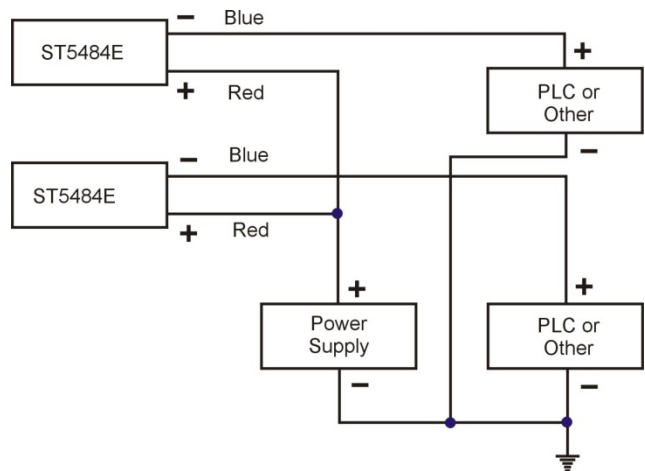 − Blue
ST5484E
+ Red
+
PLC or
Other
−
− Blue
ST5484E
+ Red
+
Power
Supply
−
+
PLC or
Other
−